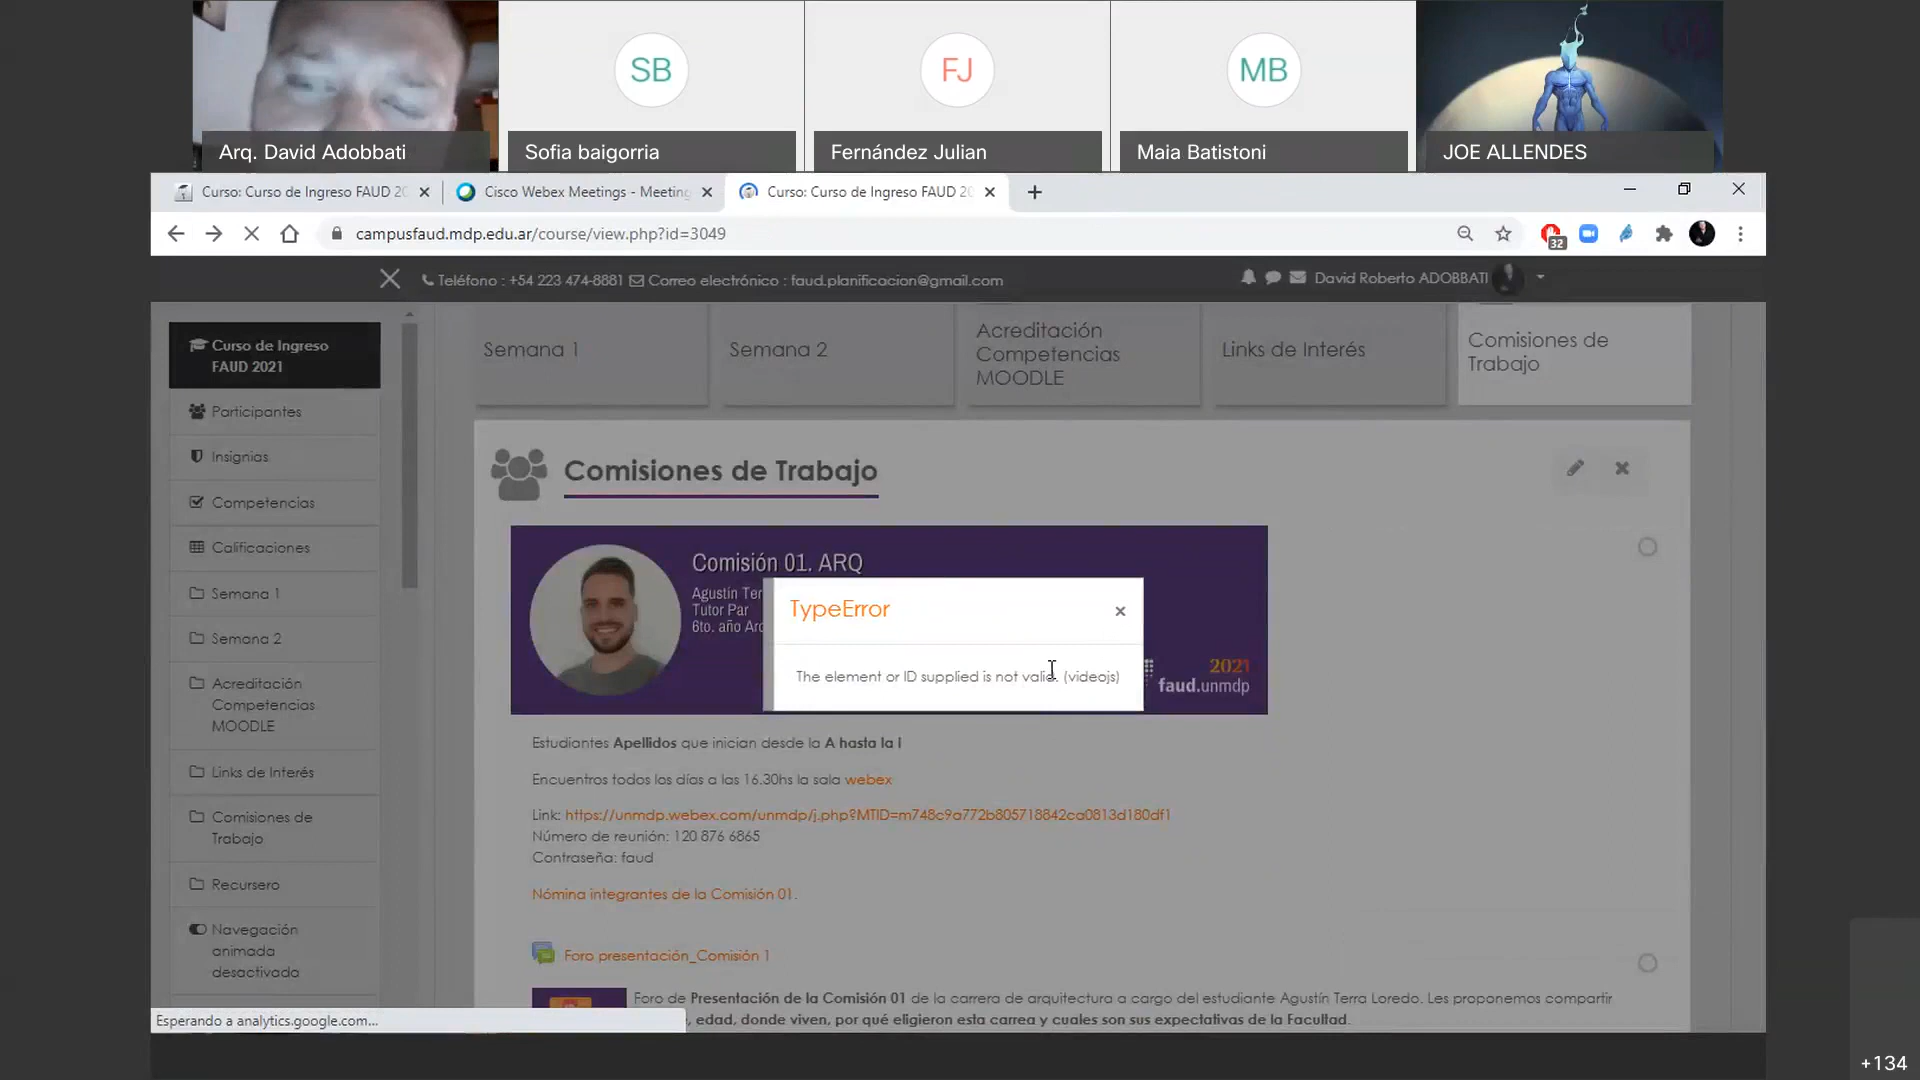 SB
FJ
MB
Arq. David Adobbati
Sofia baigorria
Fernández Julian
Maia Batistoni
JOE ALLENDES
Curso: Curso de Ingreso FAUD 20
Cisco Webex Meetings - Meeting
Curso: Curso de Ingreso FAUD 20
campusfaud.mdp.edu.ar/course/view.php?id=3049
32
Teléfono : +54 223 474-8881 Correo electrónico : faud.planificacion@gmail.com
David Roberto ADOBBATI
Curso de Ingreso
FAUD 2021
Participantes
Insignias
Competencias
Calificaciones
Semana 1
Semana 2
Acreditación
Competencias
MOODLE
Links de Interés
Comisiones de
Trabajo
Recursero
Navegación
animada
desactivada
Semana 1
Semana 2
Acreditación
Competencias
MOODLE
Links de Interés
Comisiones de
Trabajo
Comisiones de Trabajo
Comisión 01. ARQ
Agustín Ter
Tutor Par
6to. año Arq
2021
faud.unmdp
TypeError
The element or ID supplied is not valid. (videojs)
Estudiantes Apellidos que inician desde la A hasta la I
Encuentros todos los días a las 16.30hs la sala webex
Link: https://unmdp.webex.com/unmdp/j.php?MTID=m748c9a772b805718842ca0813d180df1
Número de reunión: 120 876 6865
Contraseña: faud
Nómina integrantes de la Comisión 01.
Foro presentación_Comisión 1
Foro de Presentación de la Comisión 01 de la carrera de arquitectura a cargo del estudiante Agustín Terra Loredo. Les proponemos compartir
, edad, donde viven, por qué eligieron esta carrea y cuales son sus expectativas de la Facultad.
Esperando a analytics.google.com...
+134